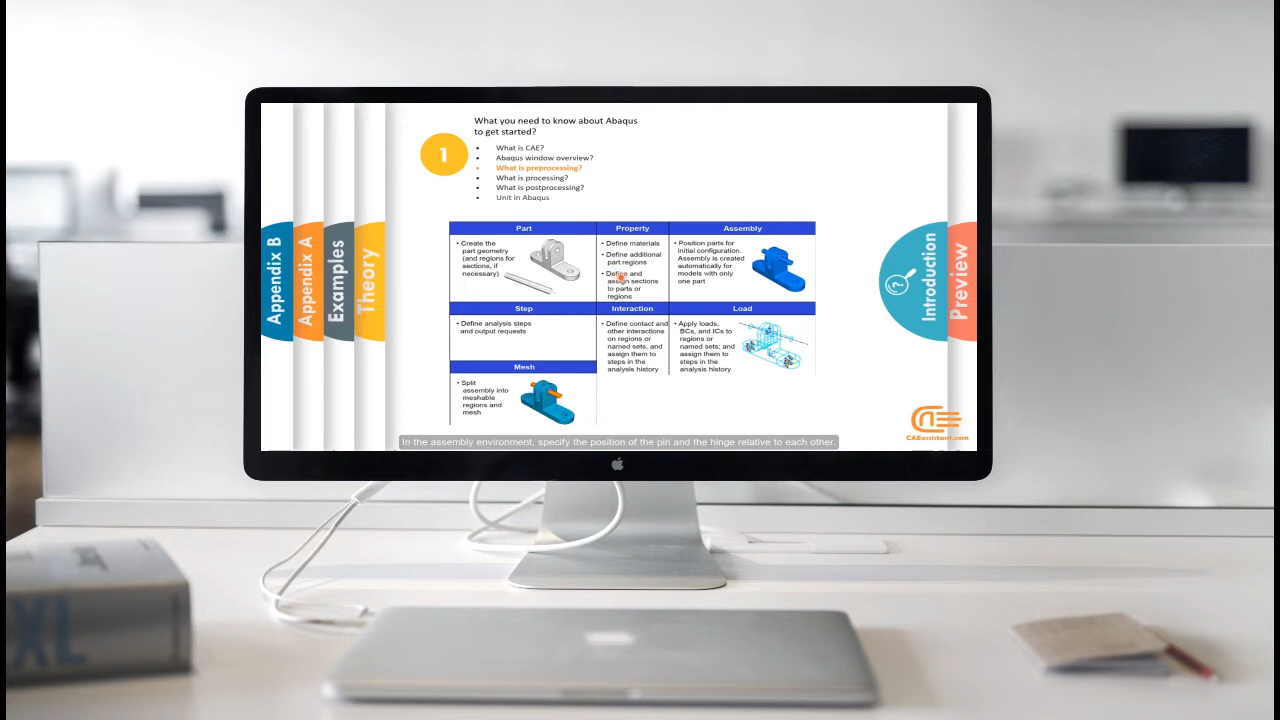 What you need to know about Abaqus
to get started?
1
• What is CAE?
• Abaqus window overview?
• What is preprocessing?
• What is processing?
• What is postprocessing?
• Unit in Abaqus
Appendix B
Appendix A
Examples
Theory
Introduction
Preview
Part
• Create the
part geometry
(and regions for
sections, if
necessary)
Property
• Define materials
• Define additional
part regions
• Define and
assign sections
to parts or
regions
Assembly
• Position parts for
initial configuration.
Assembly is created
automatically for
models with only
one part
Step
• Define analysis steps
and output requests
Interaction
• Define contact and
other interactions
on regions or
named sets, and
assign them to
steps in the
analysis history
Load
• Apply loads,
BCs, and ICs to
regions or
named sets; and
assign them to
steps in the
analysis history
Mesh
• Split
assembly into
meshable
regions and
mesh
CAEassistant.com
In the assembly environment, specify the position of the pin and the hinge relative to each other.
XL